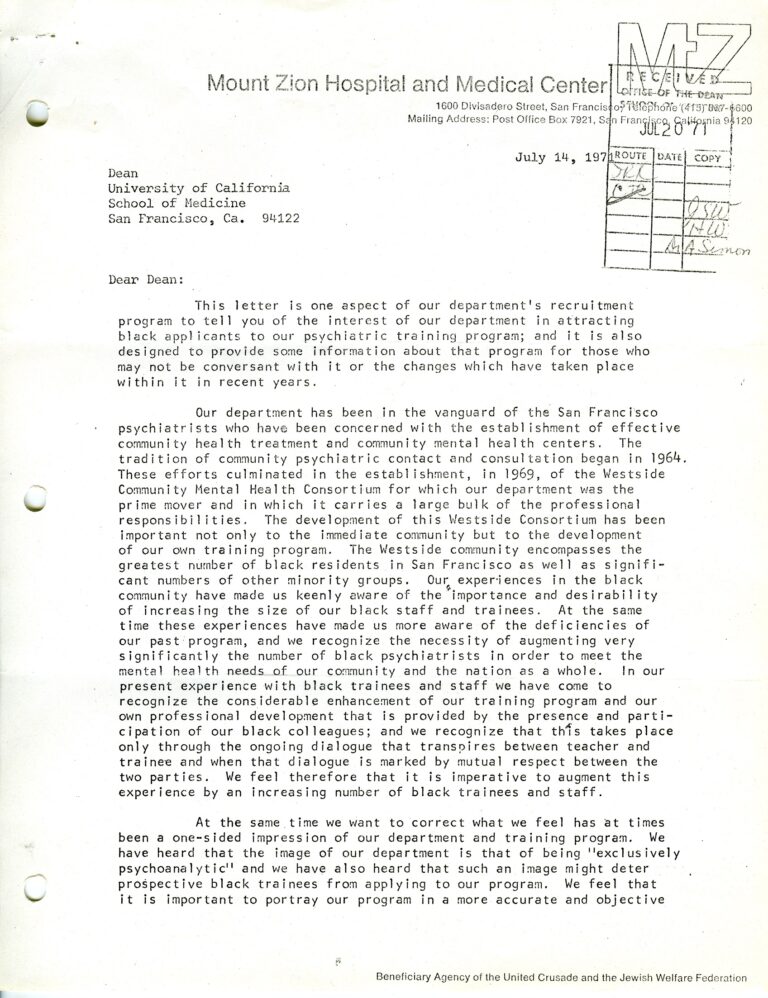 MZ
Mount Zion Hospital and Medical Center
1600 Divisadero Street, San Francisco, Telephone (415) 567-6600
Mailing Address: Post Office Box 7921, San Francisco, California 94120
RECEIVED
OFFICE OF THE DEAN
JUL 20 71
ROUTE DATE COPY
M A Simon
July 14, 1971
Dean
University of California
School of Medicine
San Francisco, Ca. 94122
Dear Dean:
This letter is one aspect of our department's recruitment
program to tell you of the interest of our department in attracting
black applicants to our psychiatric training program; and it is also
designed to provide some information about that program for those who
may not be conversant with it or the changes which have taken place
within it in recent years.
Our department has been in the vanguard of the San Francisco
psychiatrists who have been concerned with the establishment of effective
community health treatment and community mental health centers. The
tradition of community psychiatric contact and consultation began in 1964.
These efforts culminated in the establishment, in 1969, of the Westside
Community Mental Health Consortium for which our department was the
prime mover and in which it carries a large bulk of the professional
responsibilities. The development of this Westside Consortium has been
important not only to the immediate community but to the development
of our own training program. The Westside community encompasses the
greatest number of black residents in San Francisco as well as signifi-
cant numbers of other minority groups. Our experiences in the black
community have made us keenly aware of the importance and desirability
of increasing the size of our black staff and trainees. At the same
time these experiences have made us more aware of the deficiencies of
our past program, and we recognize the necessity of augmenting very
significantly the number of black psychiatrists in order to meet the
mental health needs of our community and the nation as a whole. In our
present experience with black trainees and staff we have come to
recognize the considerable enhancement of our training program and our
own professional development that is provided by the presence and parti-
cipation of our black colleagues; and we recognize that this takes place
only through the ongoing dialogue that transpires between teacher and
trainee and when that dialogue is marked by mutual respect between the
two parties. We feel therefore that it is imperative to augment this
experience by an increasing number of black trainees and staff.
At the same time we want to correct what we feel has at times
been a one-sided impression of our department and training program. We
have heard that the image of our department is that of being "exclusively
psychoanalytic" and we have also heard that such an image might deter
prospective black trainees from applying to our program. We feel that
it is important to portray our program in a more accurate and objective
Beneficiary Agency of the United Crusade and the Jewish Welfare Federation